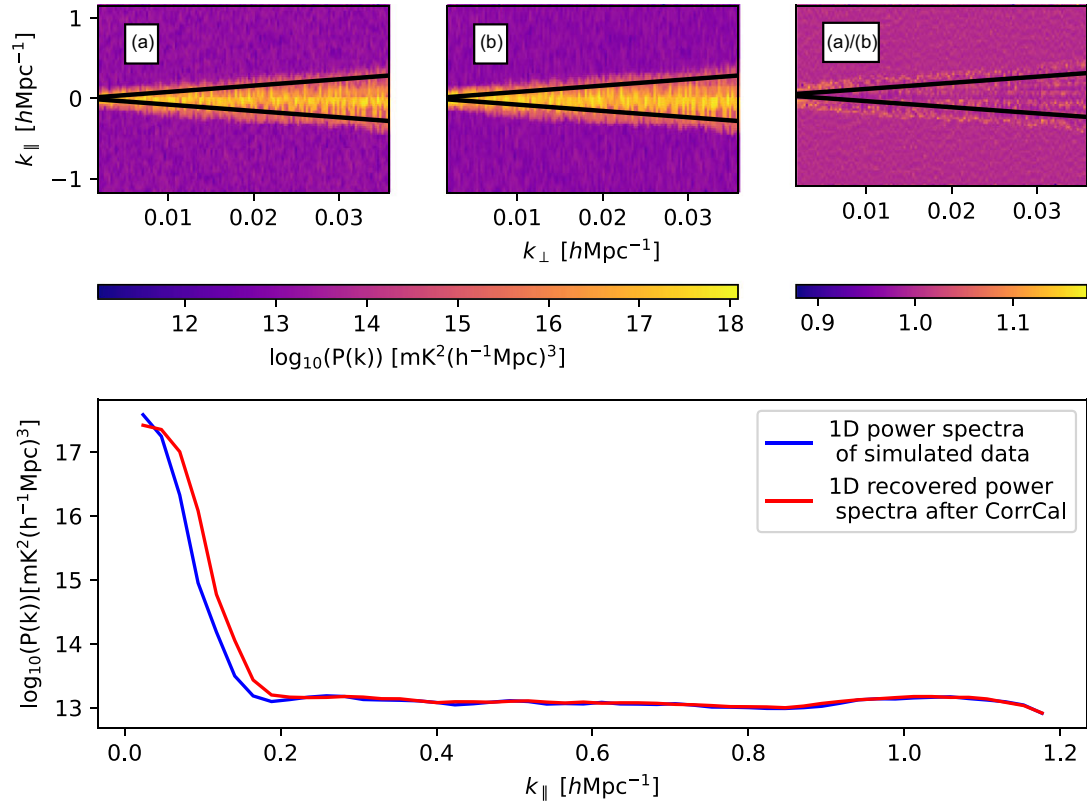 (a)
(b)
(a)/(b)
1
0
−1
k∥ [hMpc⁻¹]
0.01 0.02 0.03
0.01 0.02 0.03
0.01 0.02 0.03
k⊥ [hMpc⁻¹]
12 13 14 15 16 17 18
log₁₀(P(k)) [mK²(h⁻¹Mpc)³]
0.9 1.0 1.1
1D power spectra
of simulated data
1D recovered power
spectra after CorrCal
17
16
15
14
13
log₁₀(P(k))[mK²(h⁻¹Mpc)³]
0.0 0.2 0.4 0.6 0.8 1.0 1.2
k∥ [hMpc⁻¹]